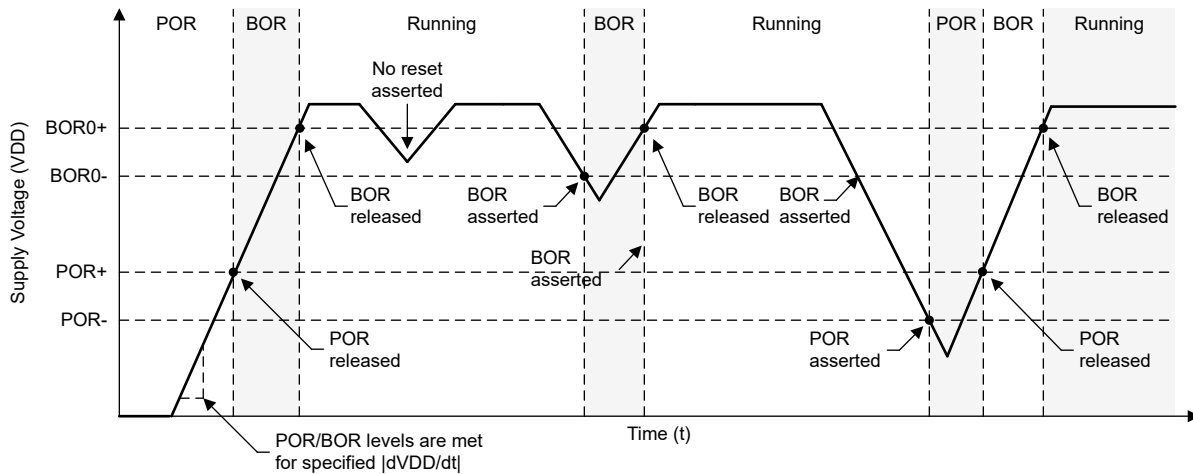 POR
BOR
Running
BOR
Running
POR
BOR
Running
No reset
asserted
Supply Voltage (VDD)
BOR0+
BOR0-
POR+
POR-
BOR
released
BOR
asserted
BOR
released
BOR
asserted
BOR
released
BOR
asserted
POR
released
POR
asserted
POR
released
POR/BOR levels are met
for specified |dVDD/dt|
Time (t)